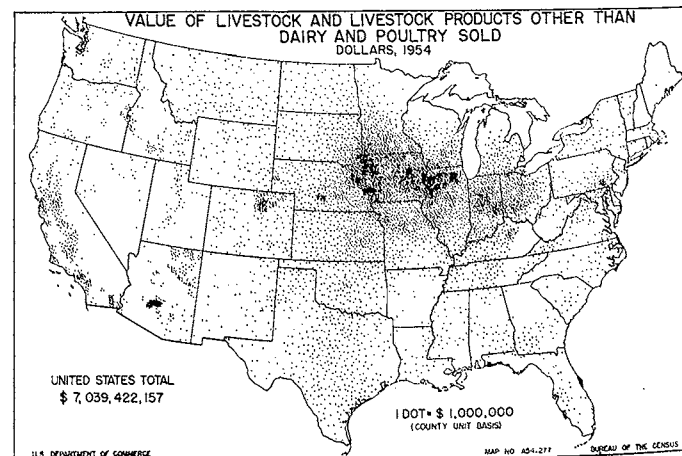 VALUE OF LIVESTOCK AND LIVESTOCK PRODUCTS OTHER THAN
DAIRY AND POULTRY SOLD
DOLLARS, 1954
UNITED STATES TOTAL
$ 7,039,422,157
1 DOT = $ 1,000,000
(COUNTY UNIT BASIS)
U.S. DEPARTMENT OF COMMERCE
MAP NO A54-277
BUREAU OF THE CENSUS